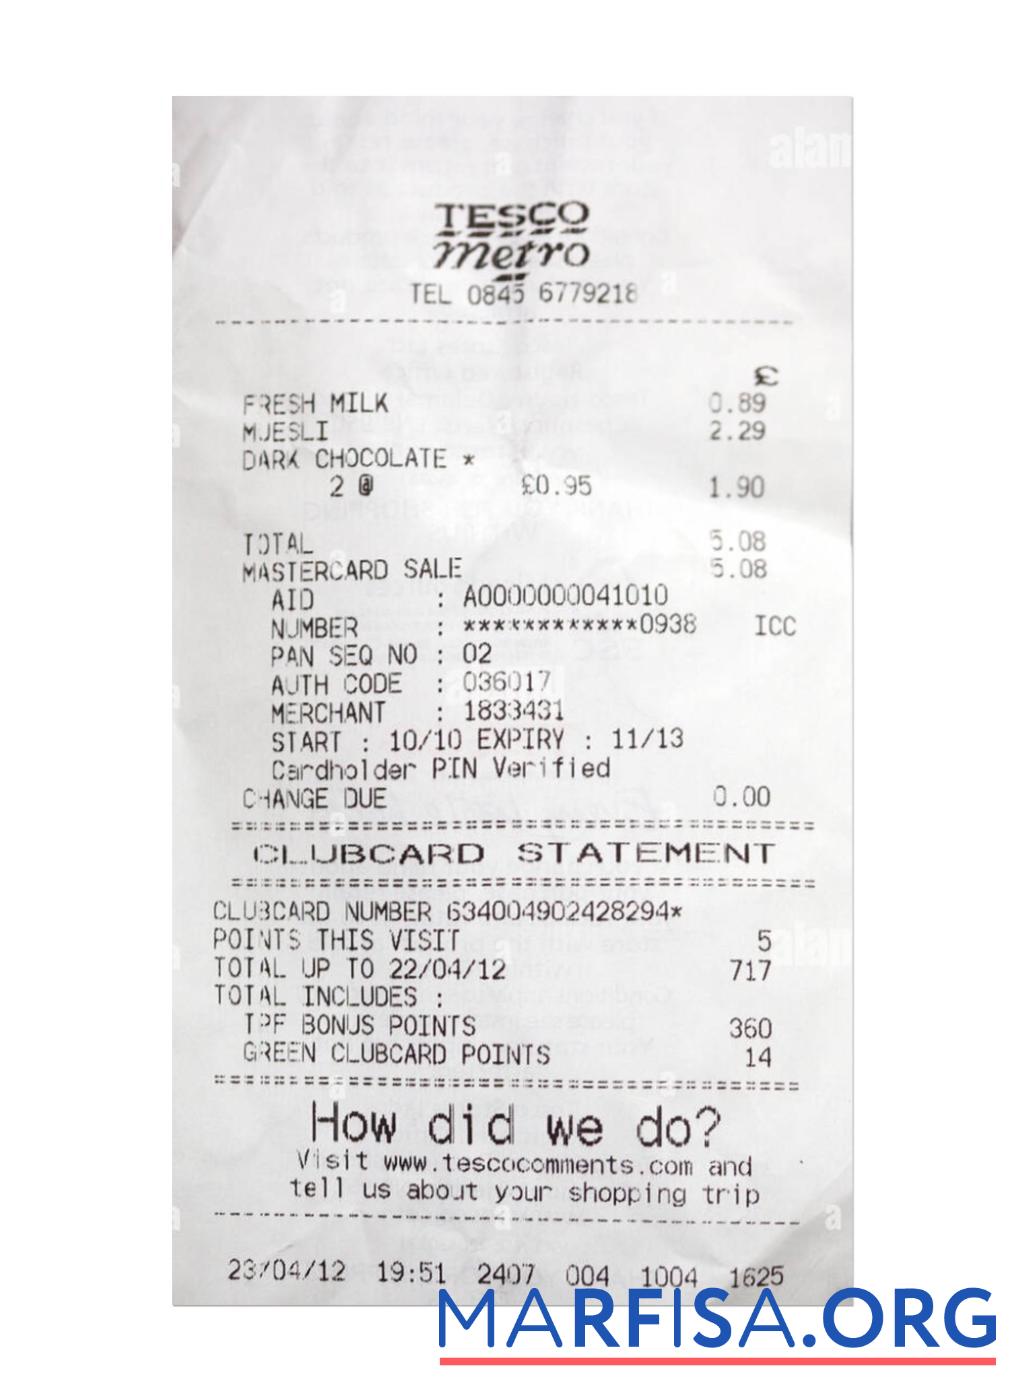 TESCO
metro
TEL 0845 6779218
£
FRESH MILK 0.89
MUESLI 2.29
DARK CHOCOLATE *
2 @ £0.95 1.90
TOTAL 5.08
MASTERCARD SALE 5.08
AID : A0000000041010
NUMBER : ************0938 ICC
PAN SEQ NO : 02
AUTH CODE : 036017
MERCHANT : 1833431
START : 10/10 EXPIRY : 11/13
Cardholder PIN Verified
CHANGE DUE 0.00
CLUBCARD STATEMENT
CLUBCARD NUMBER 634004902428294*
POINTS THIS VISIT 5
TOTAL UP TO 22/04/12 717
TOTAL INCLUDES :
TPF BONUS POINTS 360
GREEN CLUBCARD POINTS 14
How did we do?
Visit www.tescocomments.com and
tell us about your shopping trip
23/04/12 19:51 2407 004 1004 1625
MARFISA.ORG